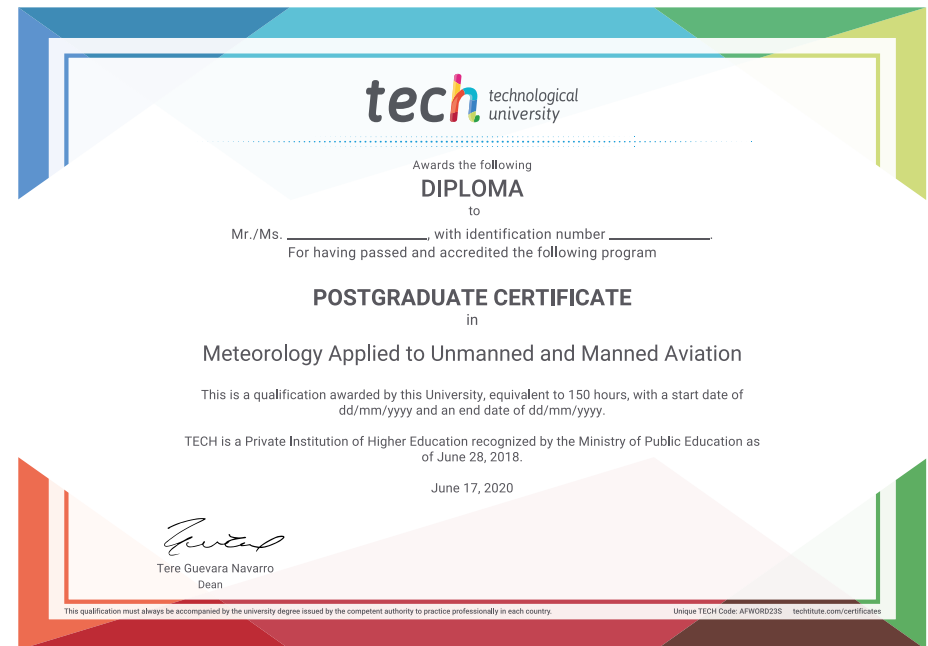 tech technological
university
Awards the following
DIPLOMA
to
Mr./Ms. ____________________, with identification number ______________.
For having passed and accredited the following program
POSTGRADUATE CERTIFICATE
in
Meteorology Applied to Unmanned and Manned Aviation
This is a qualification awarded by this University, equivalent to 150 hours, with a start date of
dd/mm/yyyy and an end date of dd/mm/yyyy.
TECH is a Private Institution of Higher Education recognized by the Ministry of Public Education as
of June 28, 2018.
June 17, 2020
Tere Guevara Navarro
Dean
This qualification must always be accompanied by the university degree issued by the competent authority to practice professionally in each country.
Unique TECH Code: AFWORD23S techtitute.com/certificates